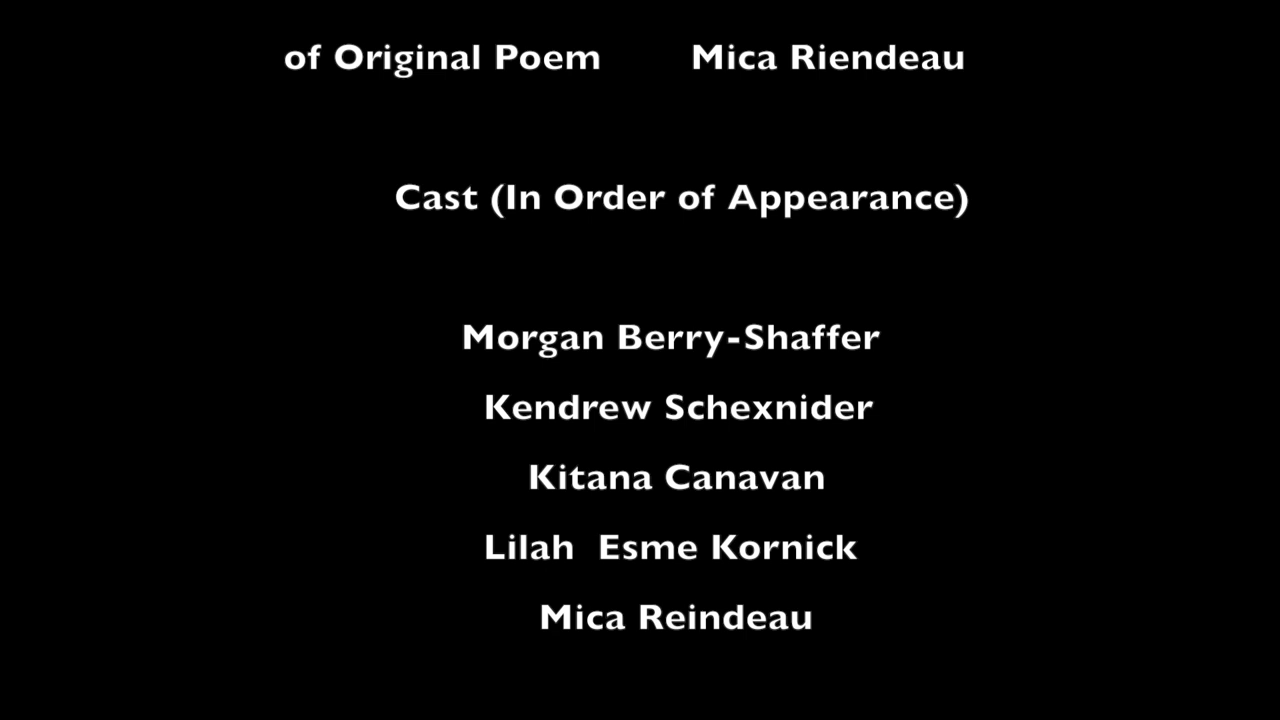 of Original Poem Mica Riendeau
Cast (In Order of Appearance)
Morgan Berry-Shaffer
Kendrew Schexnider
Kitana Canavan
Lilah Esme Kornick
Mica Reindeau